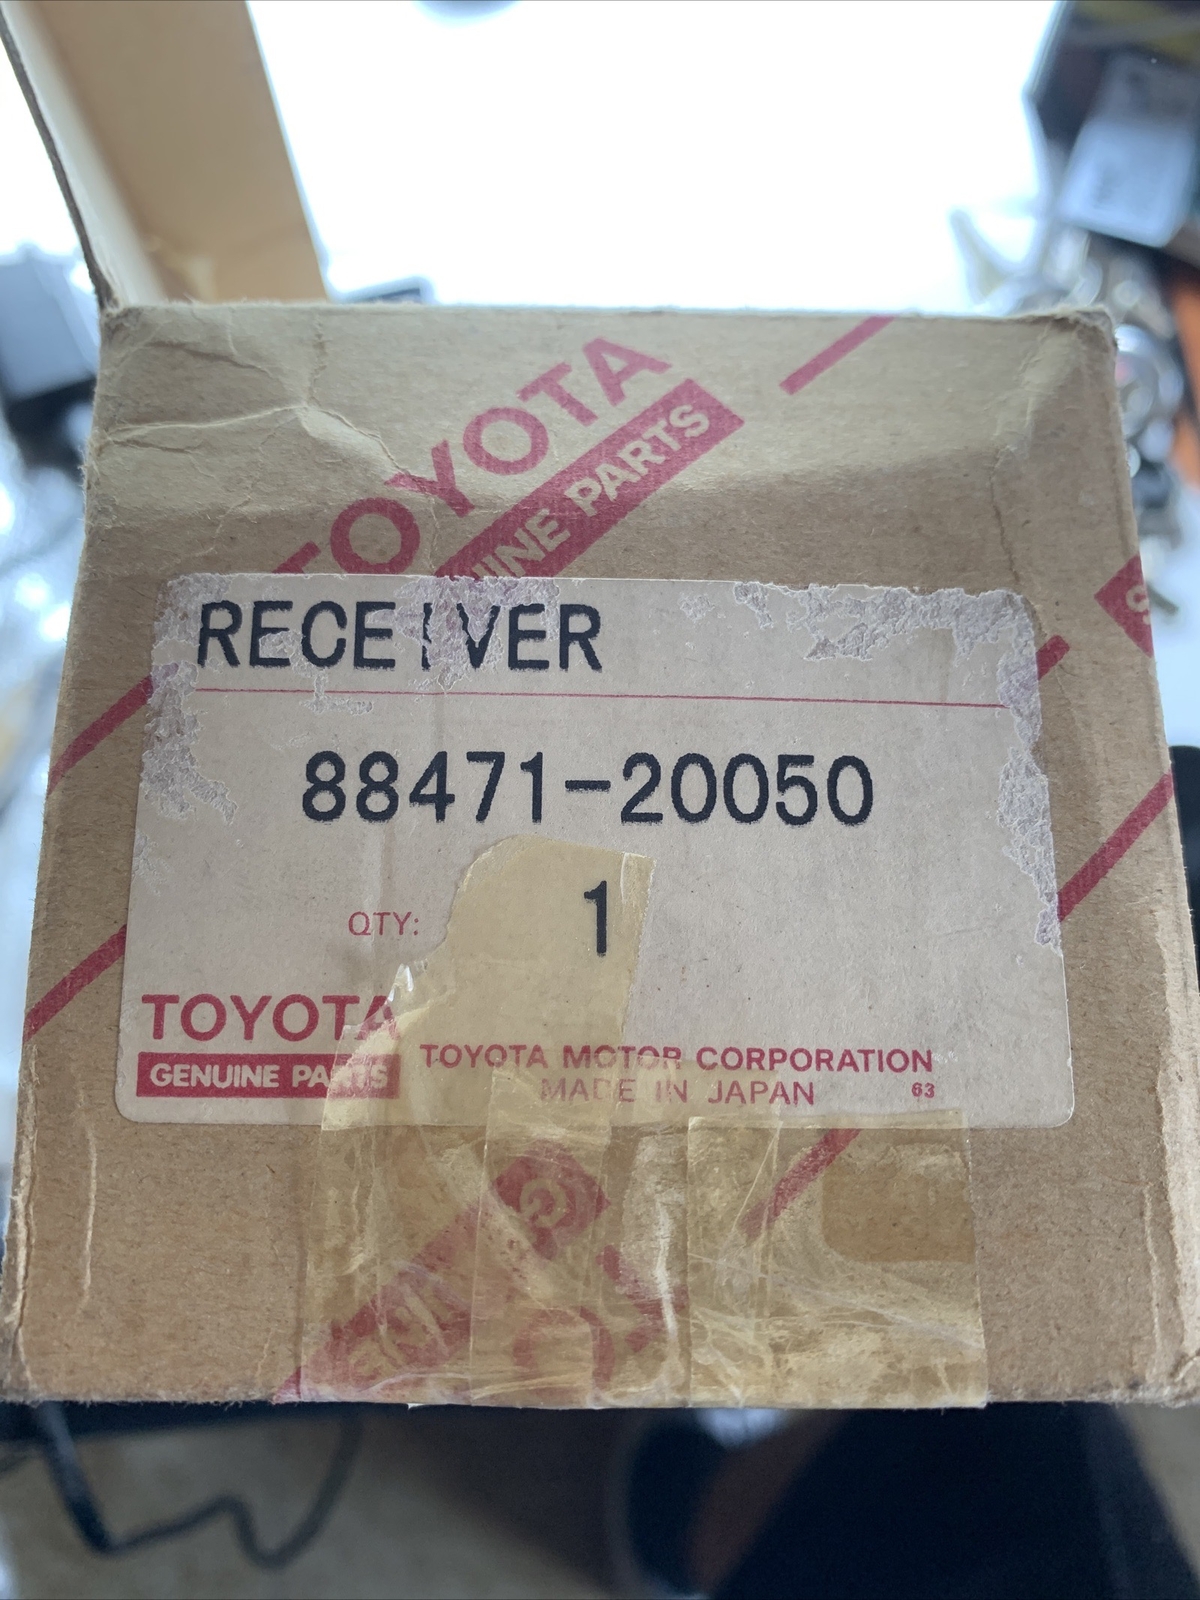 TOYOTA
GENUINE PARTS
RECEIVER
88471-20050
QTY: 1
TOYOTA
GENUINE PARTS
TOYOTA MOTOR CORPORATION
MADE IN JAPAN 63